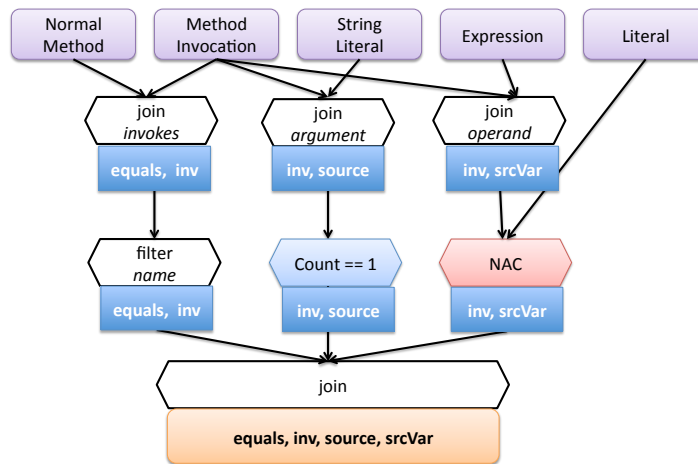 Normal
Method
Method
Invocation
String
Literal
Expression
Literal
join
invokes
join
argument
join
operand
equals, inv
inv, source
inv, srcVar
filter
name
Count == 1
NAC
equals, inv
inv, source
inv, srcVar
join
equals, inv, source, srcVar